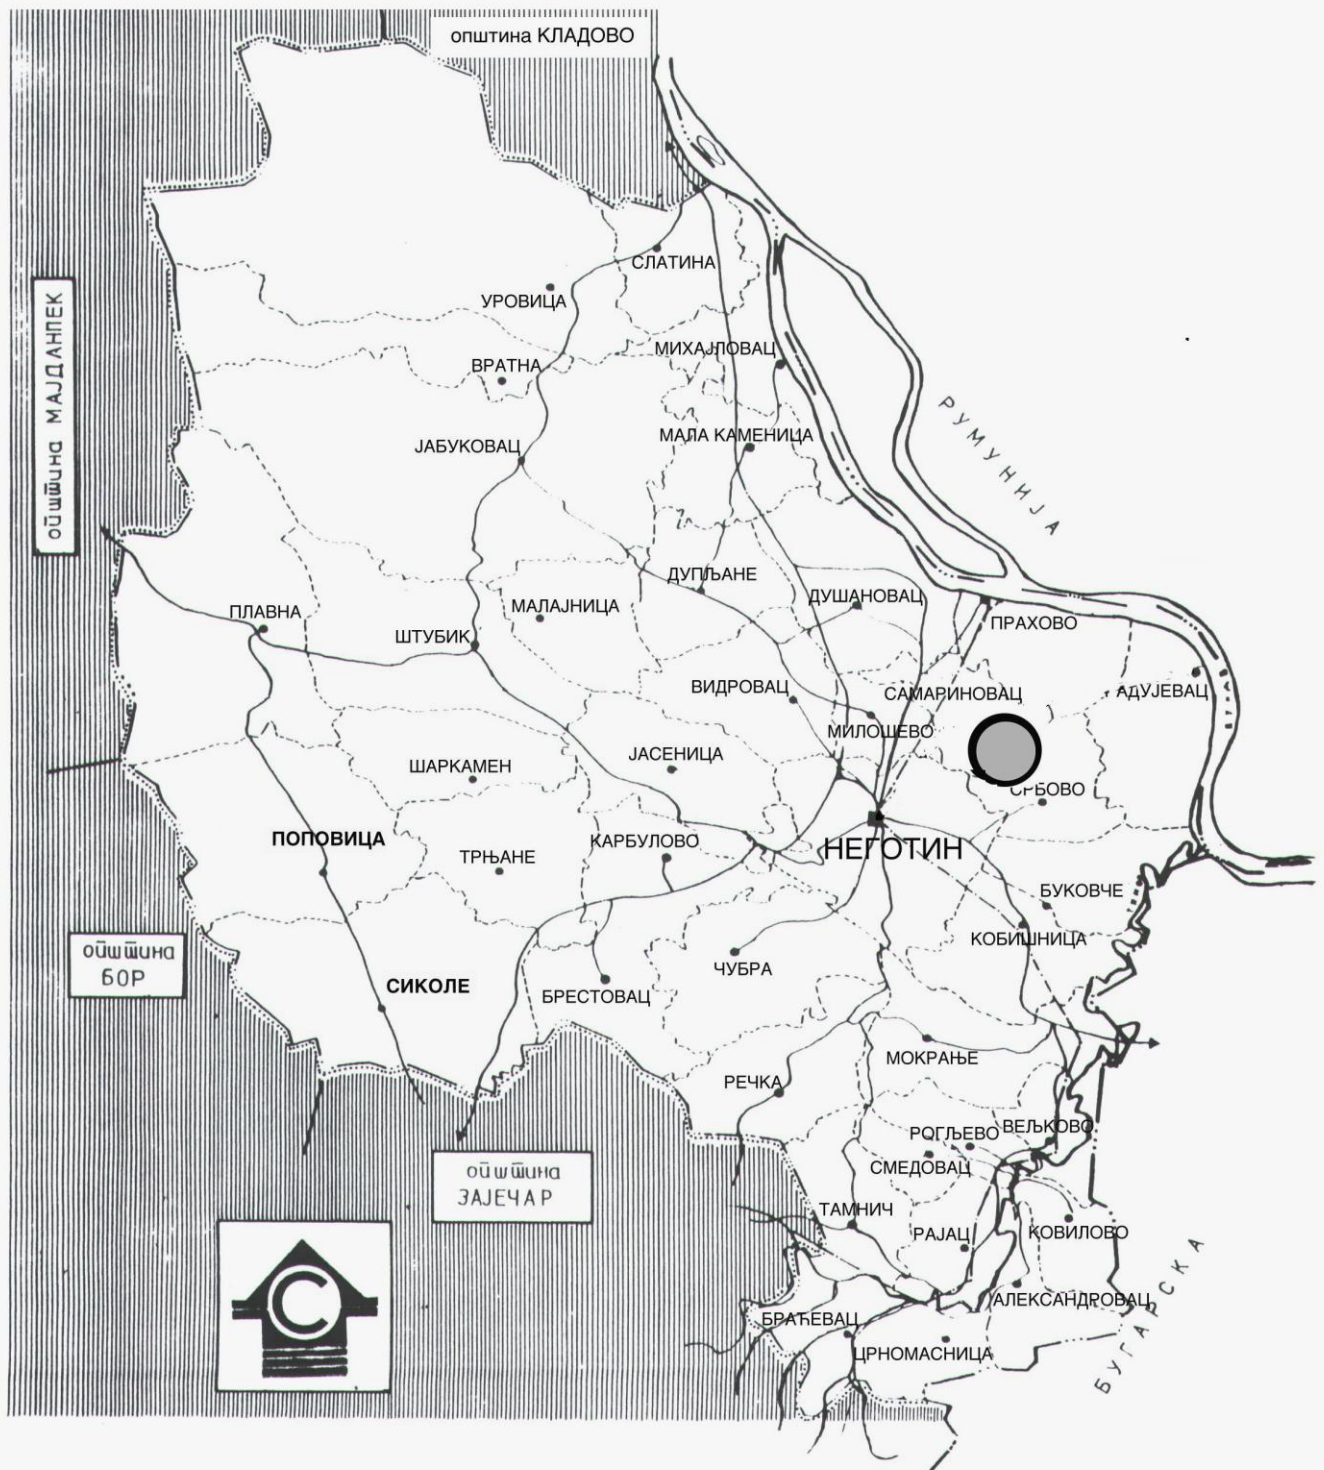 општина КЛАДОВО
СЛАТИНА
УРОВИЦА
општина МАЈДАНПЕК
МИХАЈЛОВАЦ
ВРАТНА
РУМУНИЈА
МАЛА КАМЕНИЦА
ЈАБУКОВАЦ
ДУПЉАНЕ
ДУШАНОВАЦ
МАЛАЈНИЦА
ПЛАВНА
ПРАХОВО
ШТУБИК
ВИДРОВАЦ
САМАРИНОВАЦ
АДУЈЕВАЦ
МИЛОШЕВО
ЈАСЕНИЦА
ШАРКАМЕН
СРБОВО
ПОПОВИЦА
КАРБУЛОВО
НЕГОТИН
ТРЊАНЕ
БУКОВЧЕ
КОБИШНИЦА
општина
БОР
ЧУБРА
СИКОЛЕ
БРЕСТОВАЦ
МОКРАЊЕ
РЕЧКА
ВЕЉКОВО
РОГЉЕВО
СМЕДОВАЦ
општина
ЗАЈЕЧАР
ТАМНИЧ
РАЈАЦ
КОВИЛОВО
БУГАРСКА
АЛЕКСАНДРОВАЦ
БРАЋЕВАЦ
ЦРНОМАСНИЦА
С